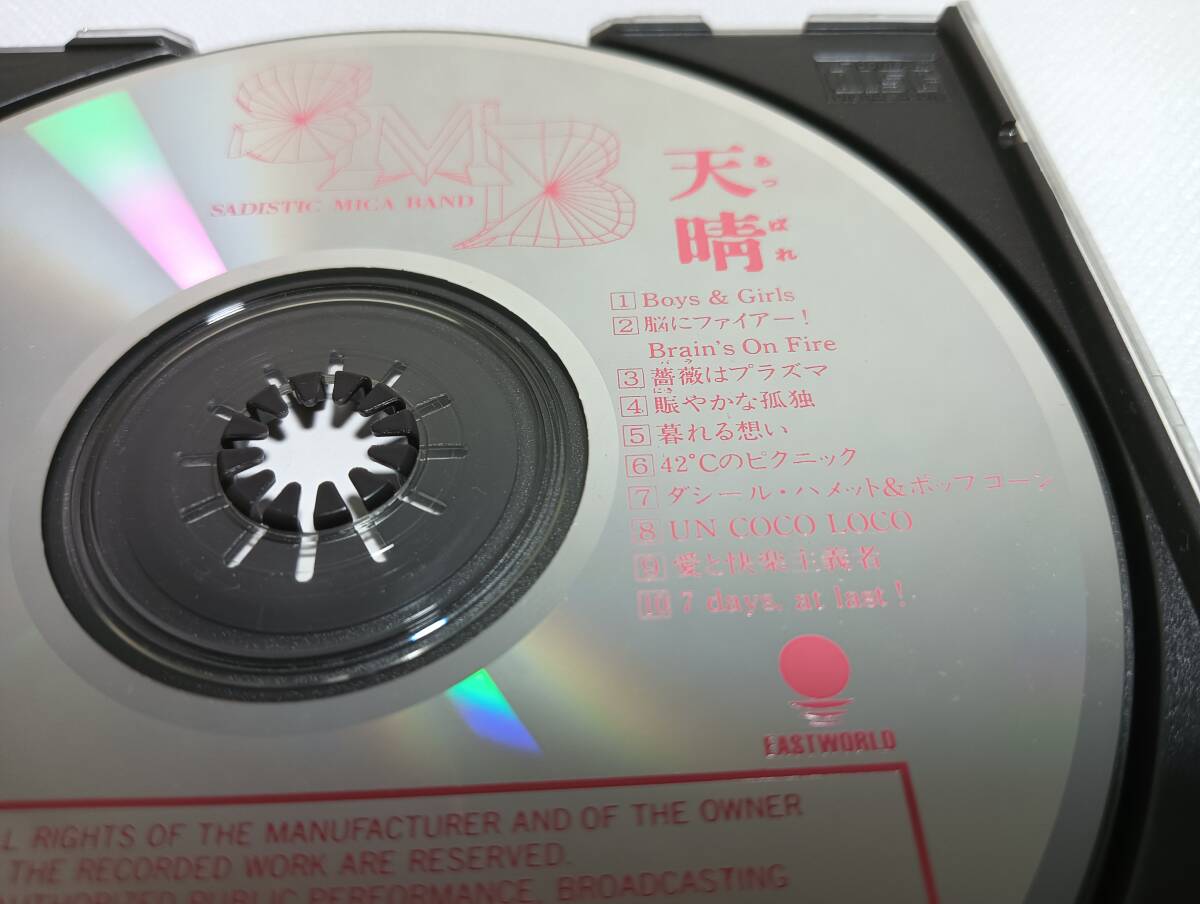 SMB
SADISTIC MICA BAND
天晴
あっぱれ
1 Boys & Girls
2 脳にファイアー!
Brain's On Fire
バラ
3 薔薇はプラズマ
にぎ
4 賑やかな孤独
5 暮れる想い
6 42℃のピクニック
7 ダシール・ハメット&ポップコーン
8 UN COCO LOCO
9 愛と快楽主義者
10 7 days, at last!
EASTWORLD
L RIGHTS OF THE MANUFACTURER AND OF THE OWNER
THE RECORDED WORK ARE RESERVED.
AUTHORIZED PUBLIC PERFORMANCE, BROADCASTING